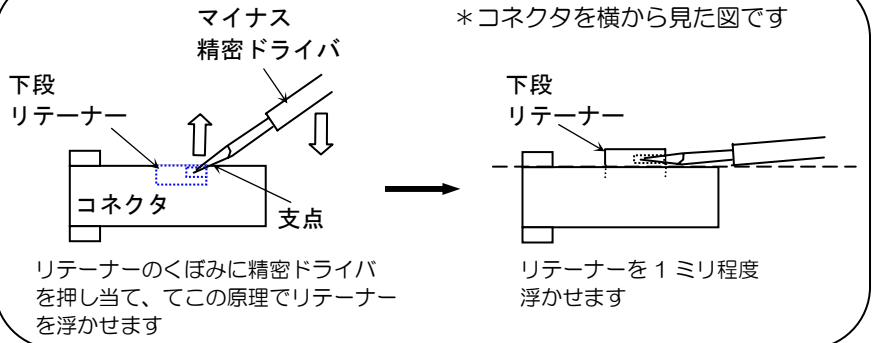 マイナス
精密ドライバ
＊コネクタを横から見た図です
下段
リテーナー
コネクタ
支点
リテーナーのくぼみに精密ドライバ
を押し当て、てこの原理でリテーナー
を浮かせます
下段
リテーナー
リテーナーを 1 ミリ程度
浮かせます